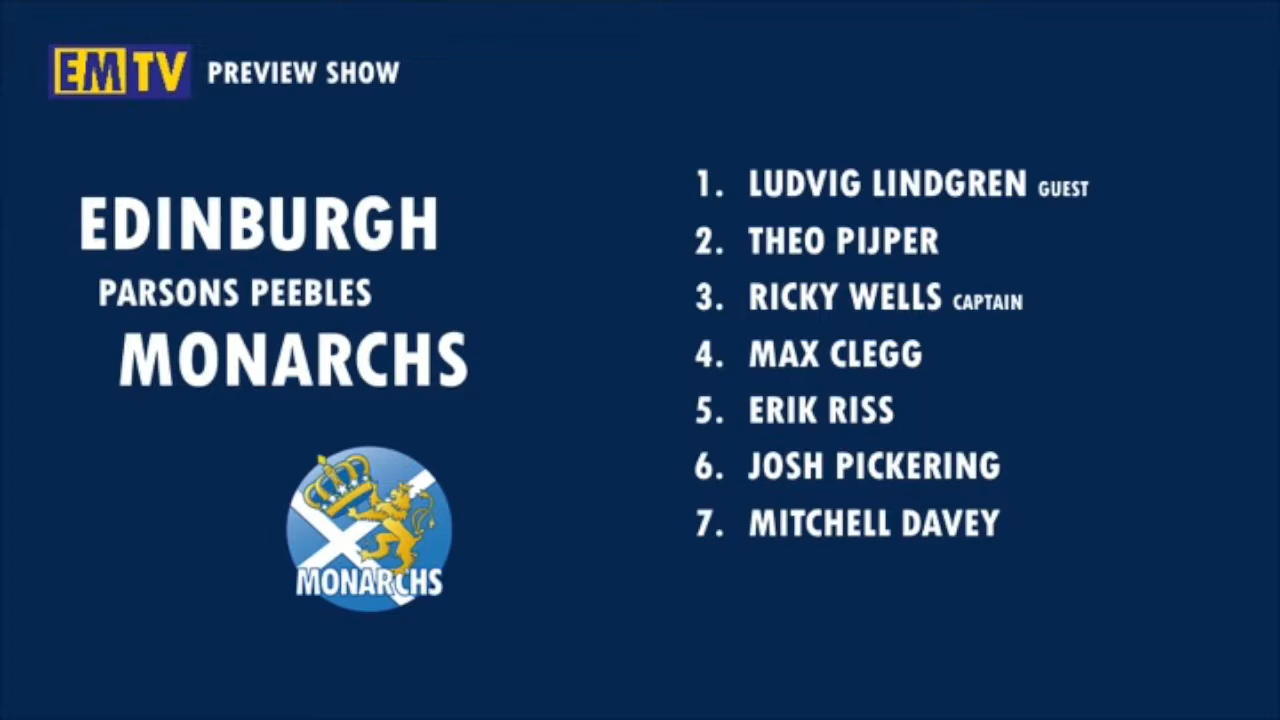 EMTV PREVIEW SHOW
EDINBURGH
PARSONS PEEBLES
MONARCHS
MONARCHS
1. LUDVIG LINDGREN GUEST
2. THEO PIJPER
3. RICKY WELLS CAPTAIN
4. MAX CLEGG
5. ERIK RISS
6. JOSH PICKERING
7. MITCHELL DAVEY